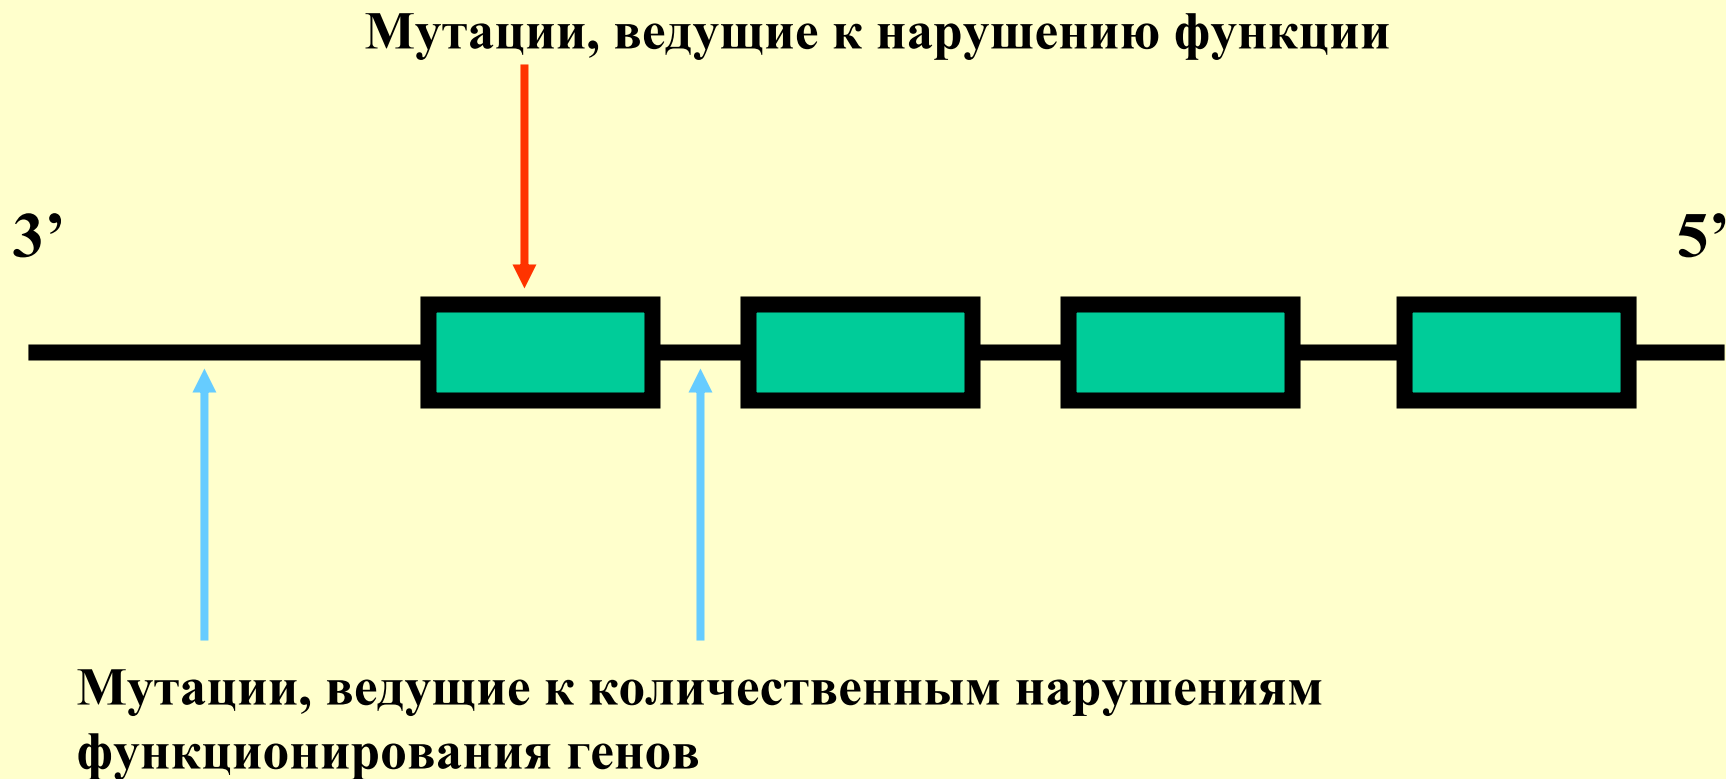 Мутации, ведущие к нарушению функции
3’
5’
Мутации, ведущие к количественным нарушениям
функционирования генов